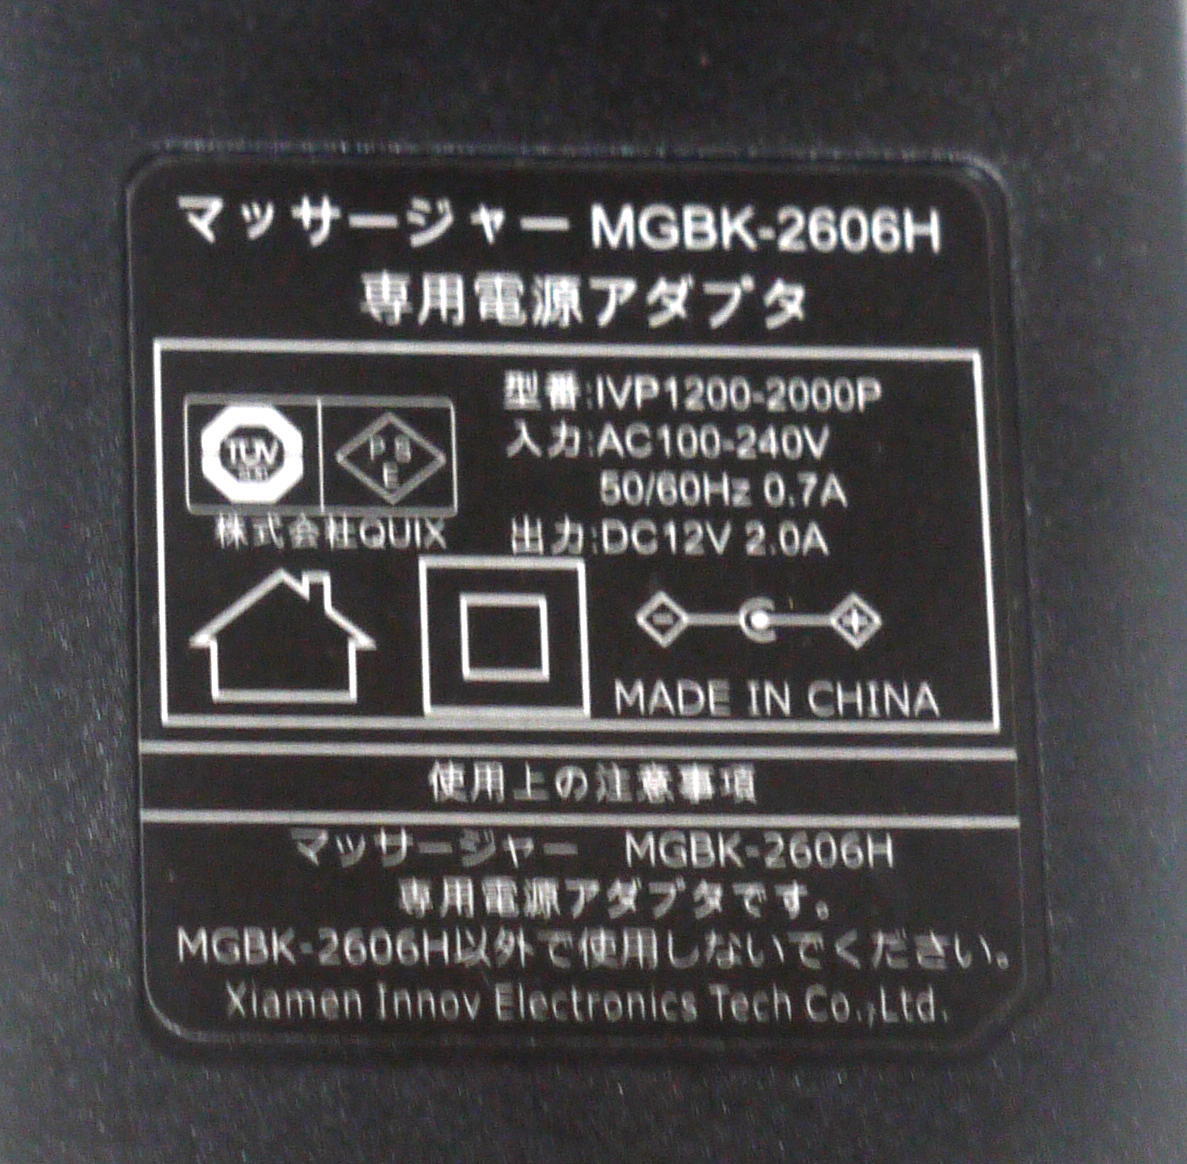 マッサージャー MGBK-2606H
専用電源アダプタ
型番:IVP1200-2000P
入力:AC100-240V
50/60Hz 0.7A
出力:DC12V 2.0A
TÜV
PS
E
株式会社QUIX
- +
MADE IN CHINA
使用上の注意事項
マッサージャー MGBK-2606H
専用電源アダプタです。
MGBK-2606H以外で使用しないでください。
Xiamen Innov Electronics Tech Co.,Ltd.